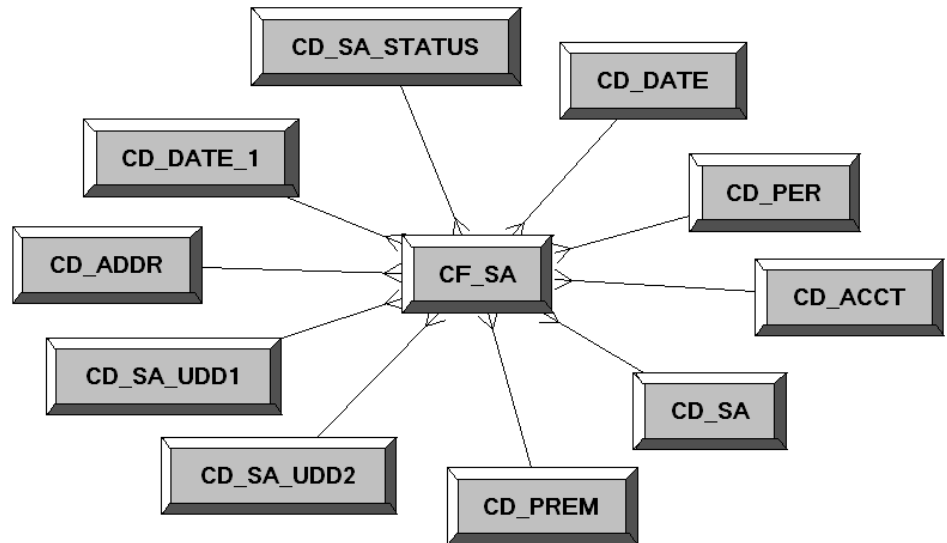 CD_SA_STATUS
CD_DATE
CD_DATE_1
CD_PER
CD_ADDR
CF_SA
CD_ACCT
CD_SA_UDD1
CD_SA
CD_SA_UDD2
CD_PREM